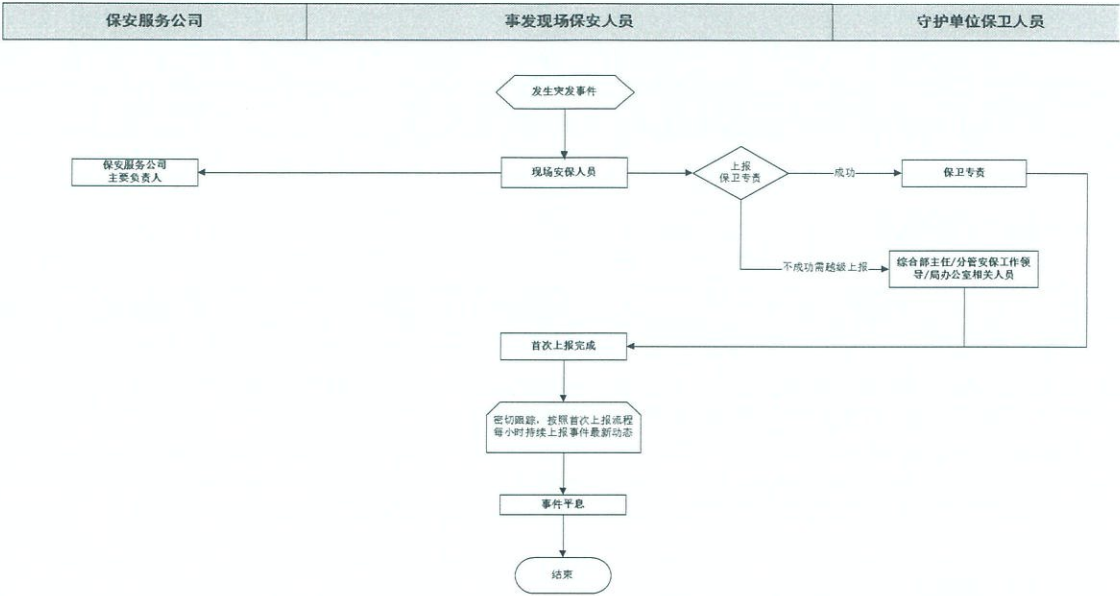 保安服务公司
事发现场保安人员
守护单位保卫人员
发生突发事件
保安服务公司
主要负责人
现场安保人员
上报
保卫专责
成功
保卫专责
不成功需越级上报
综合部主任/分管安保工作领
导/局办公室相关人员
首次上报完成
密切跟踪，按照首次上报流程
每小时持续上报事件最新动态
事件平息
结束